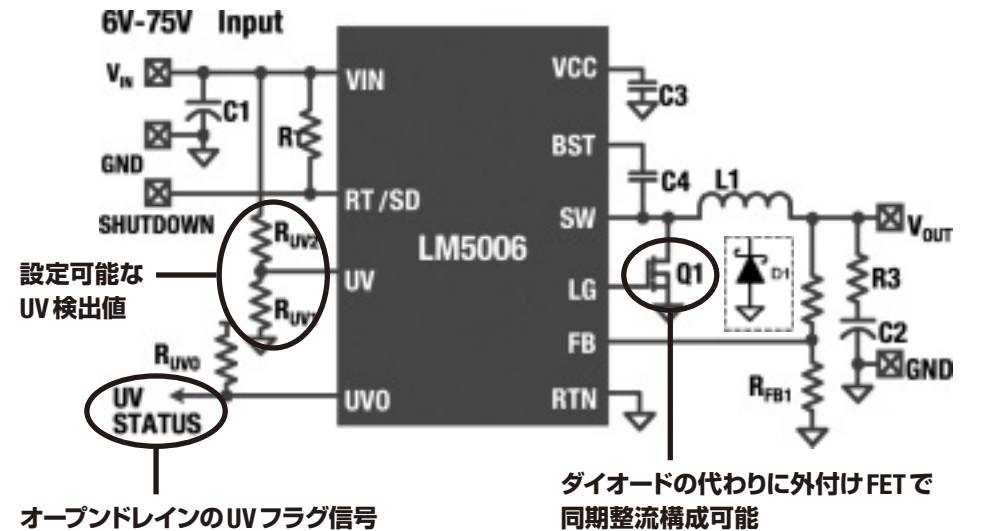 6V-75V Input
VIN
C1
GND
SHUTDOWN
RT
RUV2
RUV1
設定可能な
UV 検出値
RUVO
UV
STATUS
オープンドレインのUVフラグ信号
VIN
RT /SD
UV
UVO
LM5006
VCC
BST
SW
LG
FB
RTN
C3
C4
L1
Q1
D1
VOUT
R3
C2
GND
RFB1
ダイオードの代わりに外付けFETで
同期整流構成可能